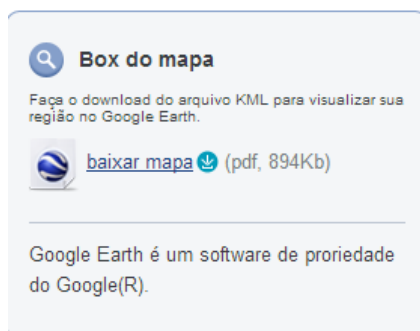 Box do mapa
Faça o download do arquivo KML para visualizar sua
região no Google Earth.
baixar mapa (pdf, 894Kb)
Google Earth é um software de proriedade
do Google(R).